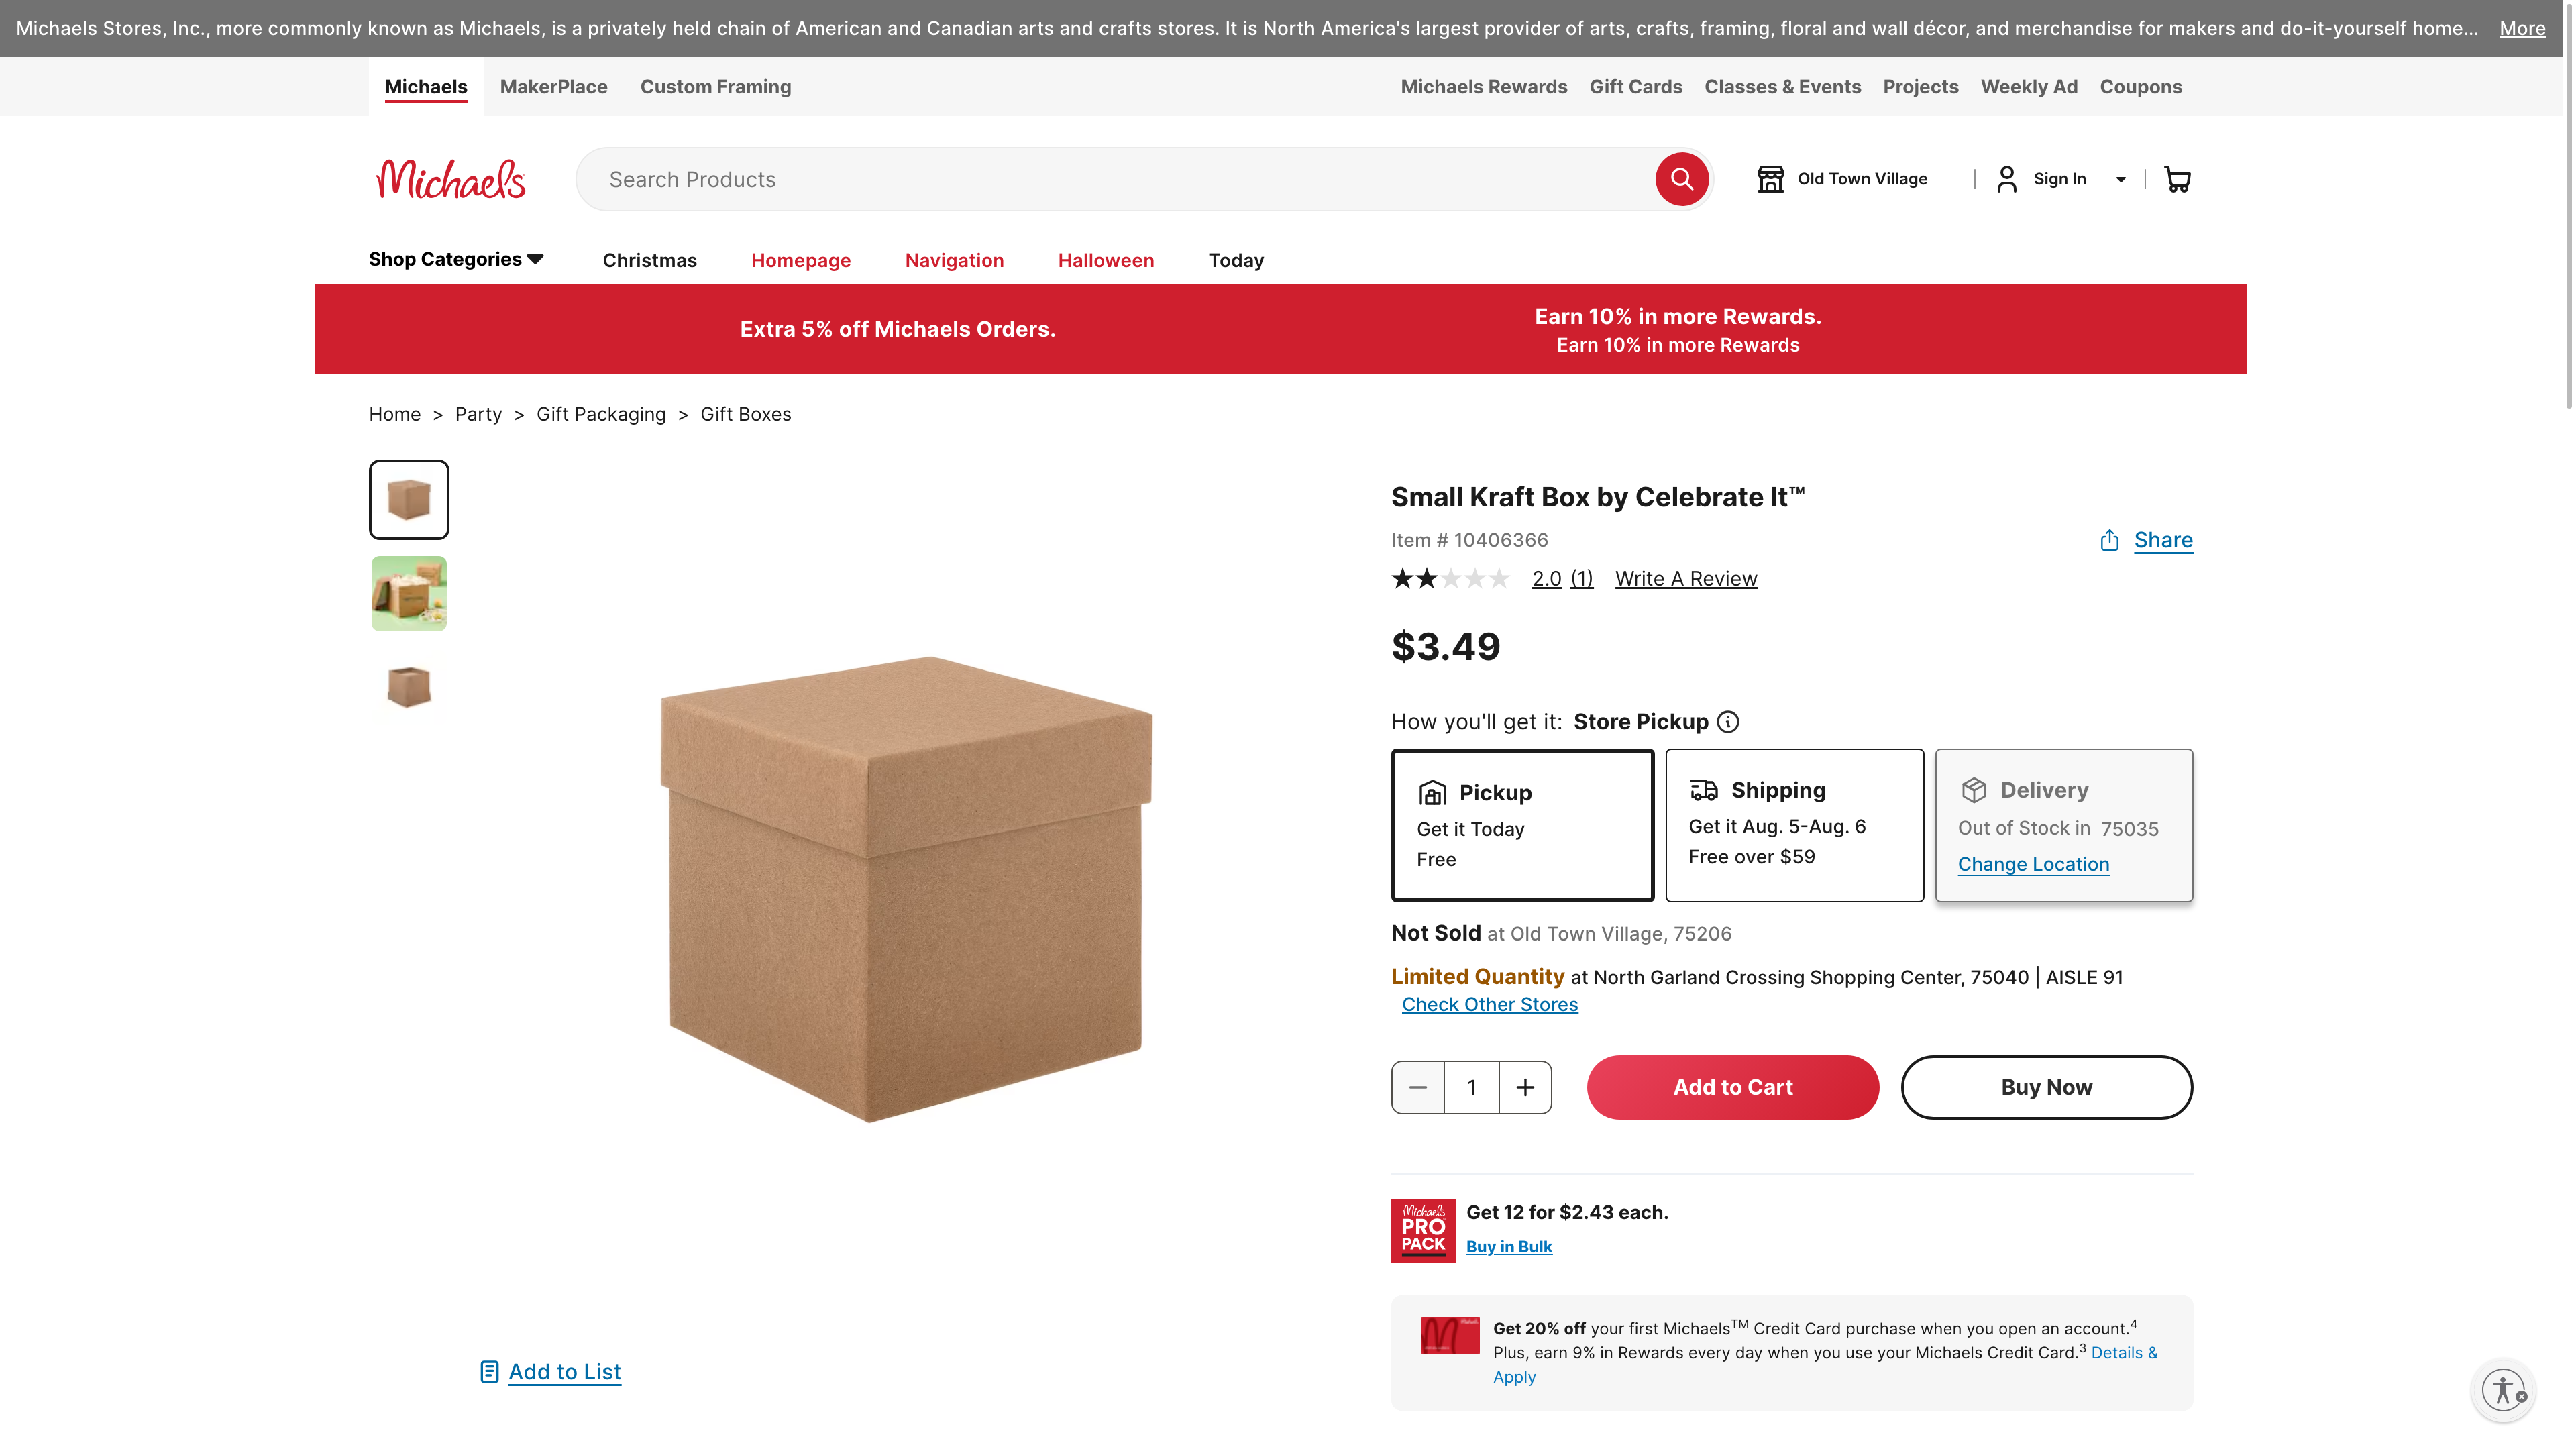 Michaels Stores, Inc., more commonly known as Michaels, is a privately held chain of American and Canadian arts and crafts stores. It is North America's largest provider of arts, crafts, framing, floral and wall décor, and merchandise for makers and do-it-yourself home... More
Michaels MakerPlace Custom Framing Michaels Rewards Gift Cards Classes & Events Projects Weekly Ad Coupons
Michaels Search Products Old Town Village Sign In
Shop Categories Christmas Homepage Navigation Halloween Today
Extra 5% off Michaels Orders.
Earn 10% in more Rewards.
Earn 10% in more Rewards
Home > Party > Gift Packaging > Gift Boxes
Small Kraft Box by Celebrate It™
Item # 10406366
Share
2.0 (1) Write A Review
$3.49
How you'll get it: Store Pickup
Pickup
Get it Today
Free
Shipping
Get it Aug. 5-Aug. 6
Free over $59
Delivery
Out of Stock in 75035
Change Location
Not Sold at Old Town Village, 75206
Limited Quantity at North Garland Crossing Shopping Center, 75040 | AISLE 91
Check Other Stores
1
Add to Cart
Buy Now
Michaels
PRO
PACK
Get 12 for $2.43 each.
Buy in Bulk
Get 20% off your first Michaels™ Credit Card purchase when you open an account.4
Plus, earn 9% in Rewards every day when you use your Michaels Credit Card.3 Details &
Apply
Add to List